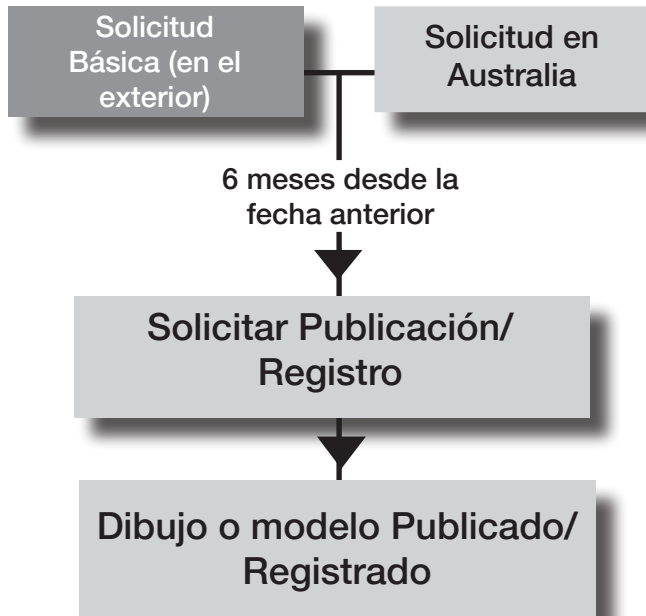 Solicitud
Básica (en el
exterior)
Solicitud en
Australia
6 meses desde la
fecha anterior
Solicitar Publicación/
Registro
Dibujo o modelo Publicado/
Registrado